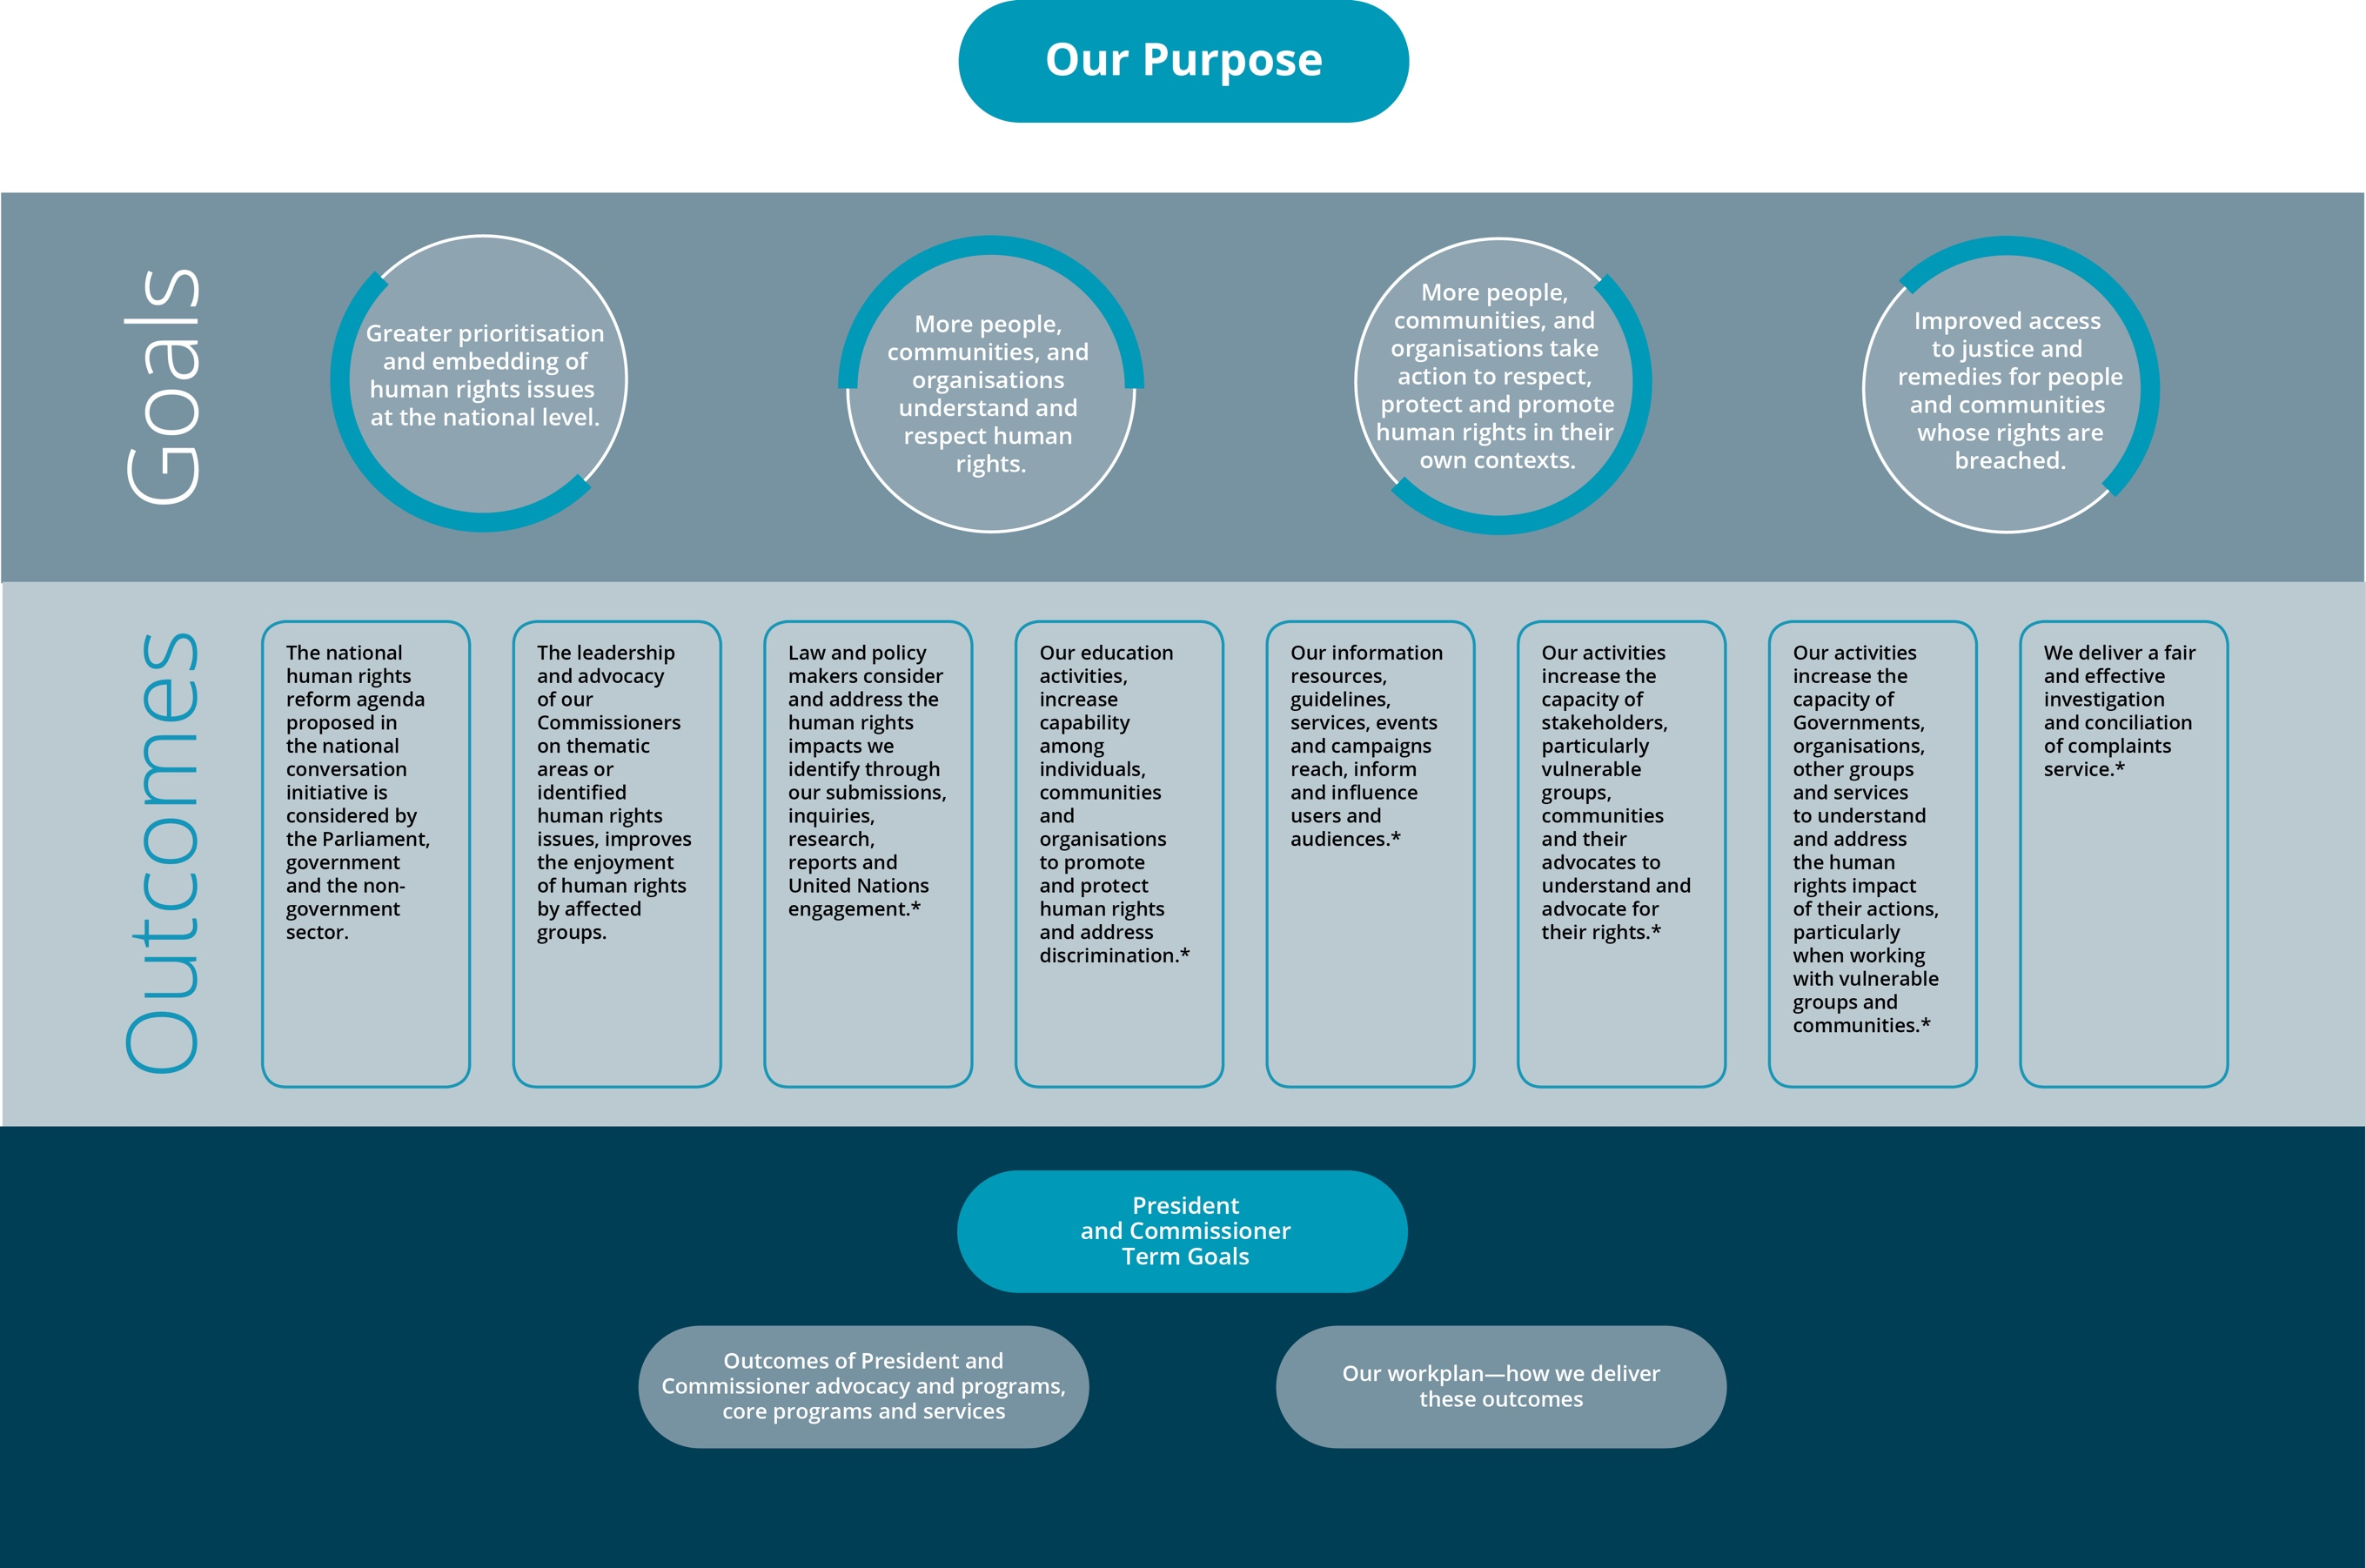 Our Purpose
Goals
Greater prioritisation
and embedding of
human rights issues
at the national level.
More people,
communities, and
organisations
understand and
respect human
rights.
More people,
communities, and
organisations take
action to respect,
protect and promote
human rights in their
own contexts.
Improved access
to justice and
remedies for people
and communities
whose rights are
breached.
Outcomes
The national
human rights
reform agenda
proposed in
the national
conversation
initiative is
considered by
the Parliament,
government
and the non-
government
sector.
The leadership
and advocacy
of our
Commissioners
on thematic
areas or
identified
human rights
issues, improves
the enjoyment
of human rights
by affected
groups.
Law and policy
makers consider
and address the
human rights
impacts we
identify through
our submissions,
inquiries,
research,
reports and
United Nations
engagement.*
Our education
activities,
increase
capability
among
individuals,
communities
and
organisations
to promote
and protect
human rights
and address
discrimination.*
Our information
resources,
guidelines,
services, events
and campaigns
reach, inform
and influence
users and
audiences.*
Our activities
increase the
capacity of
stakeholders,
particularly
vulnerable
groups,
communities
and their
advocates to
understand and
advocate for
their rights.*
Our activities
increase the
capacity of
Governments,
organisations,
other groups
and services
to understand
and address
the human
rights impact
of their actions,
particularly
when working
with vulnerable
groups and
communities.*
We deliver a fair
and effective
investigation
and conciliation
of complaints
service.*
President
and Commissioner
Term Goals
Outcomes of President and
Commissioner advocacy and programs,
core programs and services
Our workplan—how we deliver
these outcomes